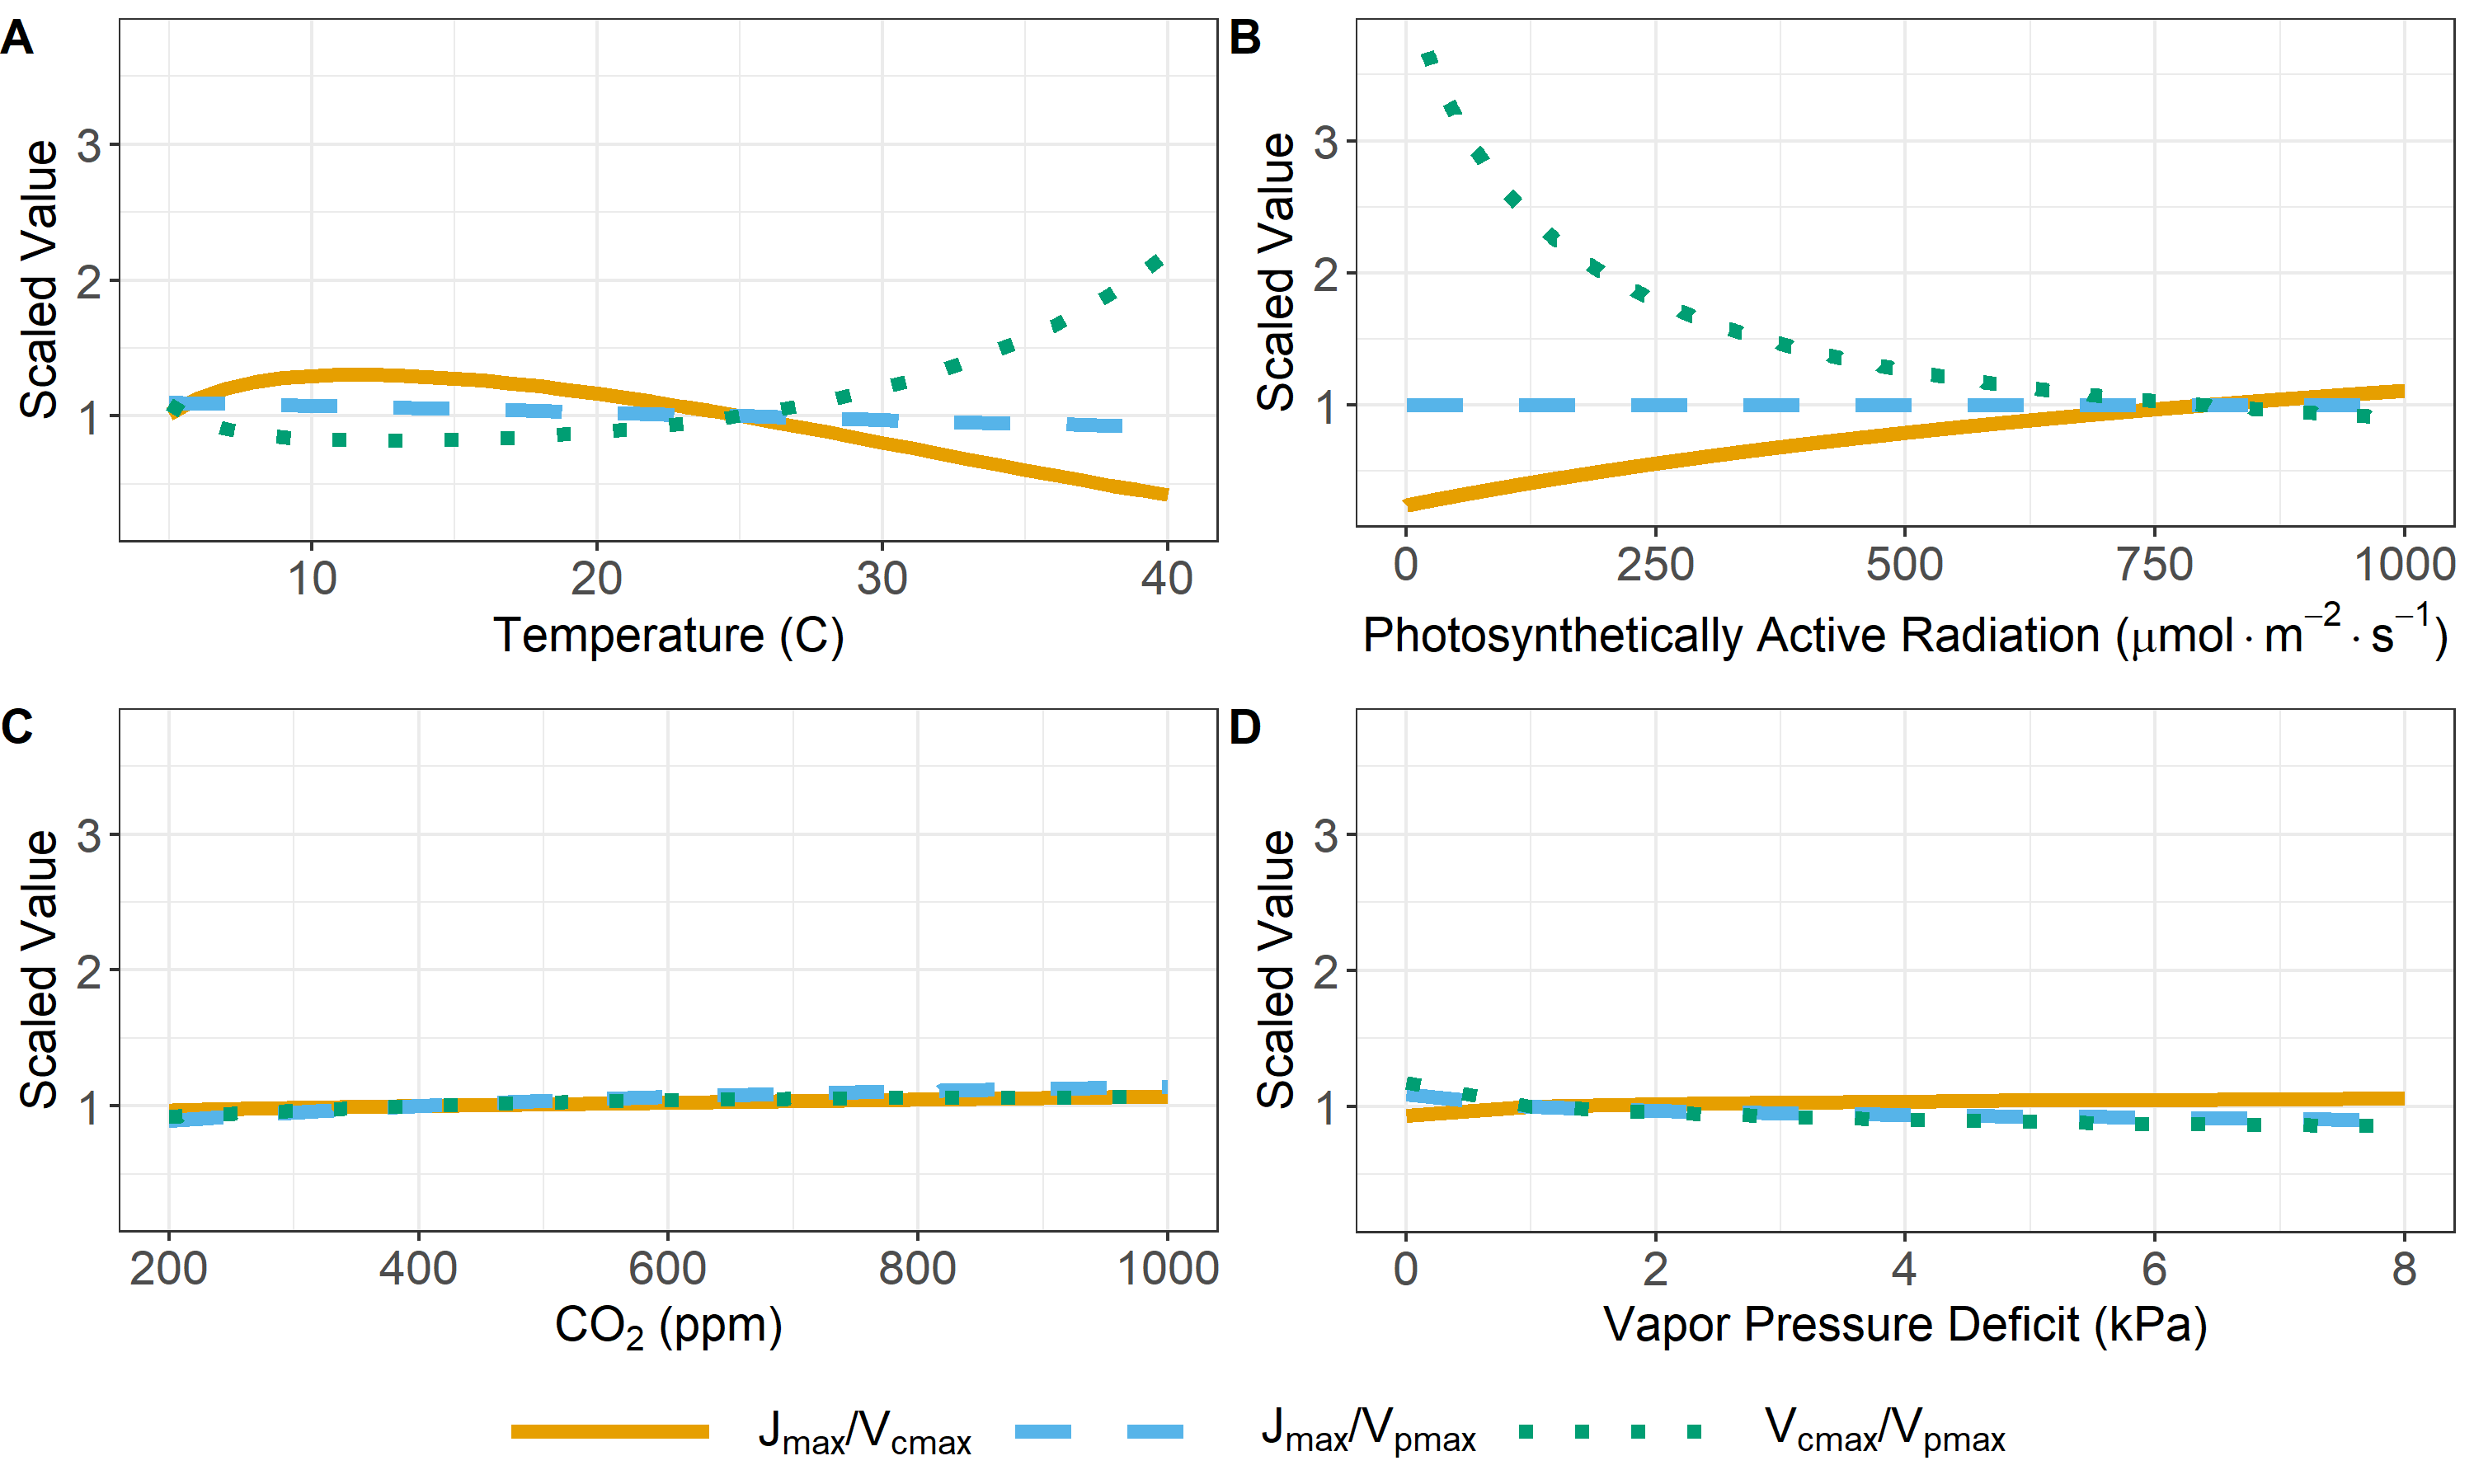 A
B
Scaled Value
3
2
1
10 20 30 40
Temperature (C)
Scaled Value
3
2
1
0 250 500 750 1000
Photosynthetically Active Radiation (μmol · m⁻² · s⁻¹)
C
D
Scaled Value
3
2
1
200 400 600 800 1000
CO₂ (ppm)
Scaled Value
3
2
1
0 2 4 6 8
Vapor Pressure Deficit (kPa)
Jmax/Vcmax Jmax/Vpmax Vcmax/Vpmax